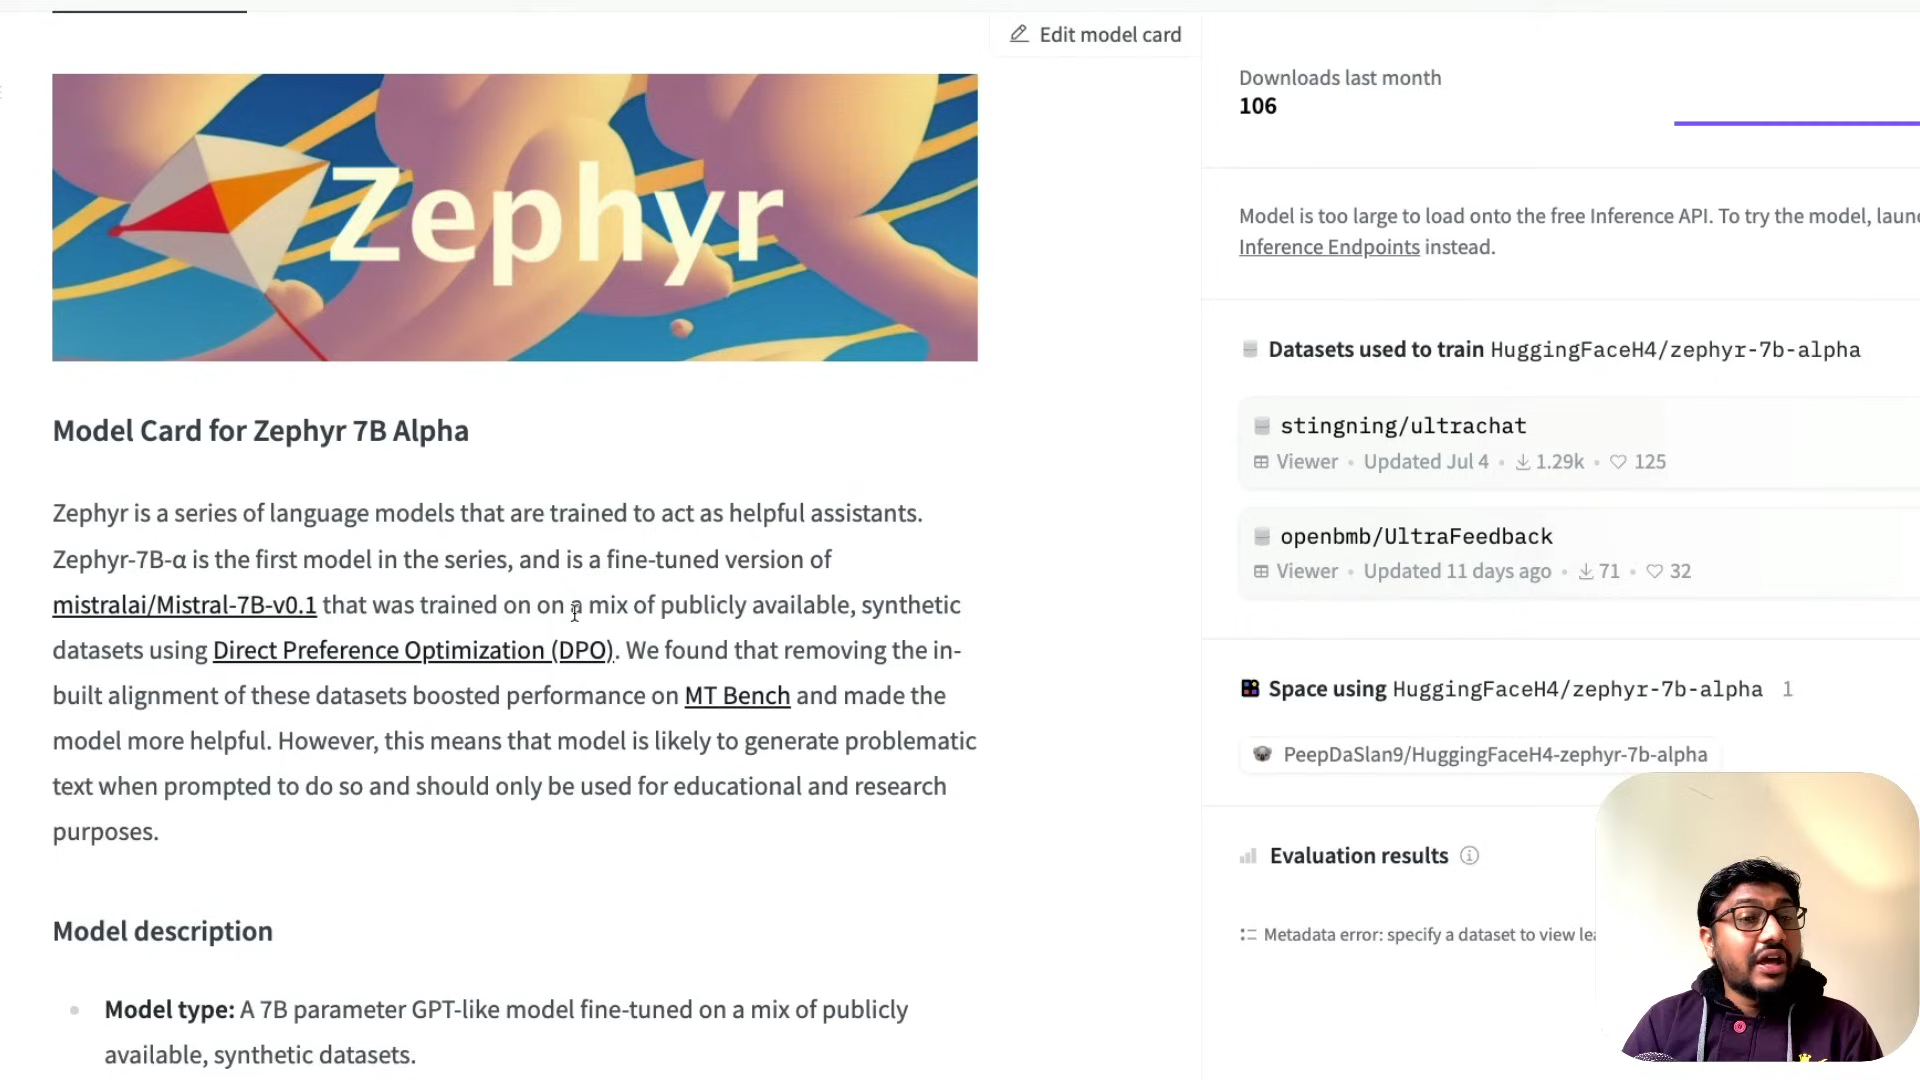 Edit model card
Zephyr
Model Card for Zephyr 7B Alpha
Zephyr is a series of language models that are trained to act as helpful assistants.
Zephyr-7B-α is the first model in the series, and is a fine-tuned version of
mistralai/Mistral-7B-v0.1 that was trained on on a mix of publicly available, synthetic
datasets using Direct Preference Optimization (DPO). We found that removing the in-
built alignment of these datasets boosted performance on MT Bench and made the
model more helpful. However, this means that model is likely to generate problematic
text when prompted to do so and should only be used for educational and research
purposes.
Model description
Model type: A 7B parameter GPT-like model fine-tuned on a mix of publicly
available, synthetic datasets.
Downloads last month
106
Model is too large to load onto the free Inference API. To try the model,
Inference Endpoints instead.
Datasets used to train HuggingFaceH4/zephyr-7b-alpha
stingning/ultrachat
Viewer • Updated Jul 4 • 1.29k • 125
openbmb/UltraFeedback
Viewer • Updated 11 days ago • 71 • 32
Space using HuggingFaceH4/zephyr-7b-alpha 1
PeepDaSlan9/HuggingFaceH4-zephyr-7b-alpha
Evaluation results
Metadata error: specify a dataset to view